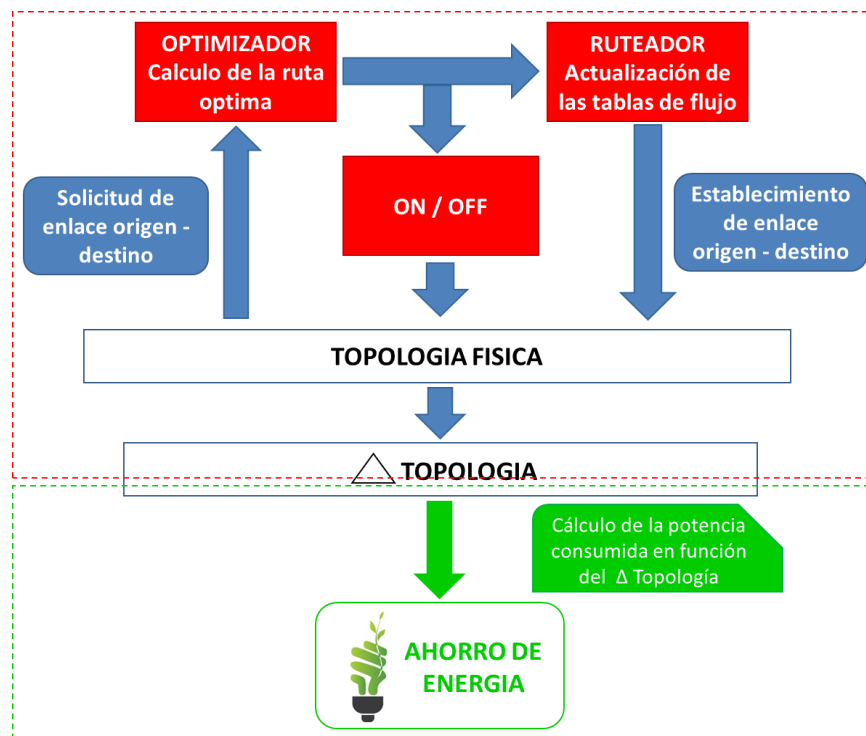 OPTIMIZADOR
Calculo de la ruta
optima
RUTEADOR
Actualización de
las tablas de flujo
ON / OFF
Solicitud de
enlace origen -
destino
Establecimiento
de enlace
origen - destino
TOPOLOGIA FISICA
TOPOLOGIA
Cálculo de la potencia
consumida en función
del Δ Topología
AHORRO DE
ENERGIA